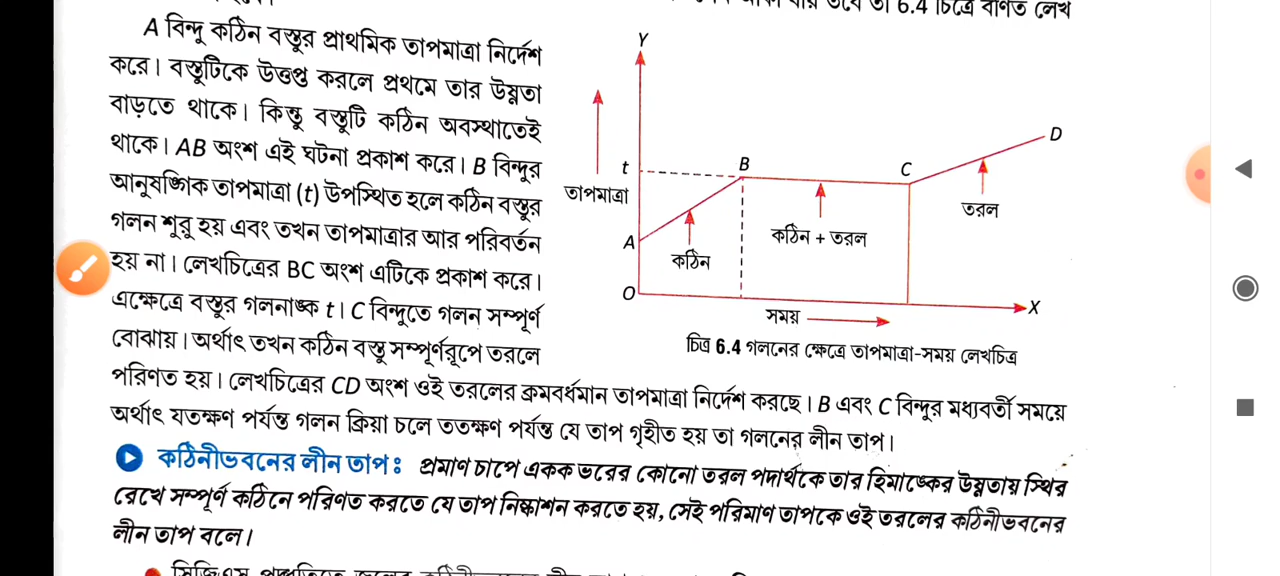 6.4 চিত্রে বর্ণিত লেখ
A বিন্দু কঠিন বস্তুর প্রাথমিক তাপমাত্রা নির্দেশ
করে। বস্তুটিকে উত্তপ্ত করলে প্রথমে তার উষ্ণতা
বাড়তে থাকে। কিন্তু বস্তুটি কঠিন অবস্থাতেই
থাকে। AB অংশ এই ঘটনা প্রকাশ করে। B বিন্দুর
আনুষঙ্গিক তাপমাত্রা (t) উপস্থিত হলে কঠিন বস্তুর
গলন শুরু হয় এবং তখন তাপমাত্রার আর পরিবর্তন
হয় না। লেখচিত্রের BC অংশ এটিকে প্রকাশ করে।
এক্ষেত্রে বস্তুর গলনাঙ্ক t। C বিন্দুতে গলন সম্পূর্ণ
বোঝায়। অর্থাৎ তখন কঠিন বস্তু সম্পূর্ণরূপে তরলে
পরিণত হয়। লেখচিত্রের CD অংশ ওই তরলের ক্রমবর্ধমান তাপমাত্রা নির্দেশ করছে। B এবং C বিন্দুর মধ্যবর্তী সময়ে
অর্থাৎ যতক্ষণ পর্যন্ত গলন ক্রিয়া চলে ততক্ষণ পর্যন্ত যে তাপ গৃহীত হয় তা গলনের লীন তাপ।
Y
D
B
C
t
তাপমাত্রা
তরল
কঠিন + তরল
A
কঠিন
O
X
সময়
চিত্র 6.4 গলনের ক্ষেত্রে তাপমাত্রা-সময় লেখচিত্র
কঠিনীভবনের লীন তাপ : প্রমাণ চাপে একক ভরের কোনো তরল পদার্থকে তার হিমাঙ্কের উষ্ণতায় স্থির
রেখে সম্পূর্ণ কঠিনে পরিণত করতে যে তাপ নিষ্কাশন করতে হয়, সেই পরিমাণ তাপকে ওই তরলের কঠিনীভবনের
লীন তাপ বলে।